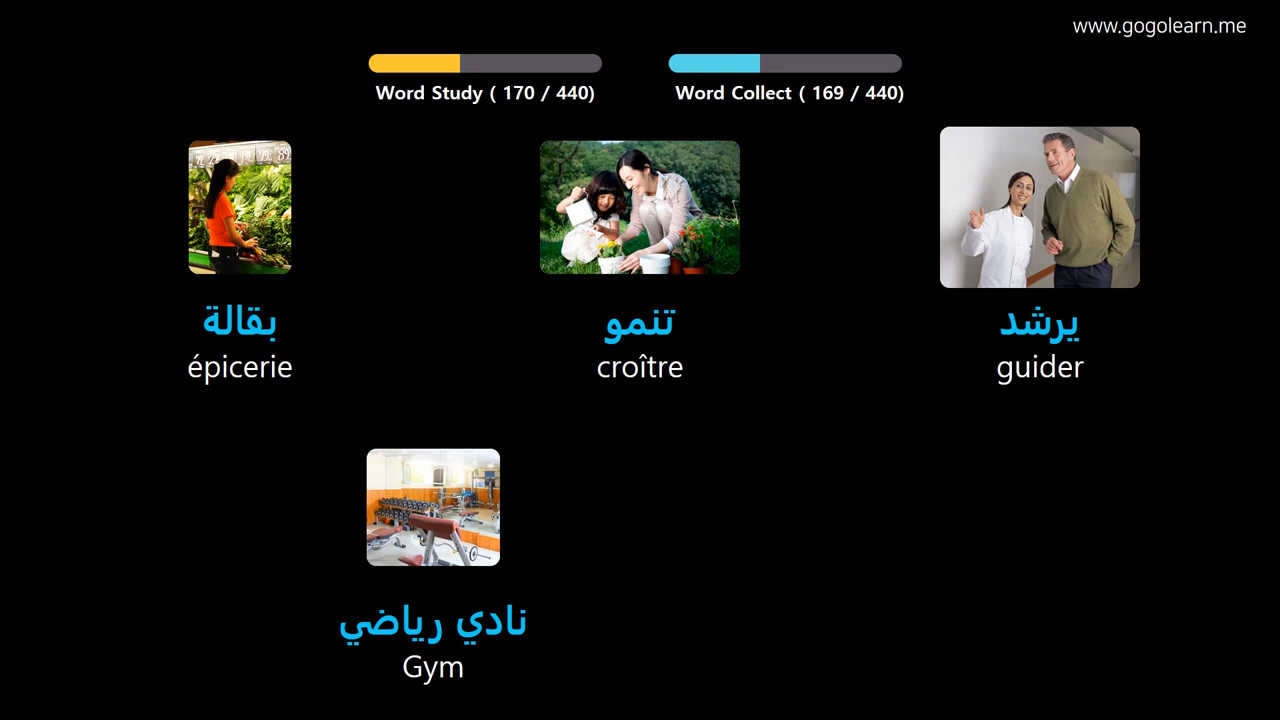 www.gogolearn.me
Word Study ( 170 / 440)
Word Collect ( 169 / 440)
بقالة
épicerie
تنمو
croître
يرشد
guider
نادي رياضي
Gym